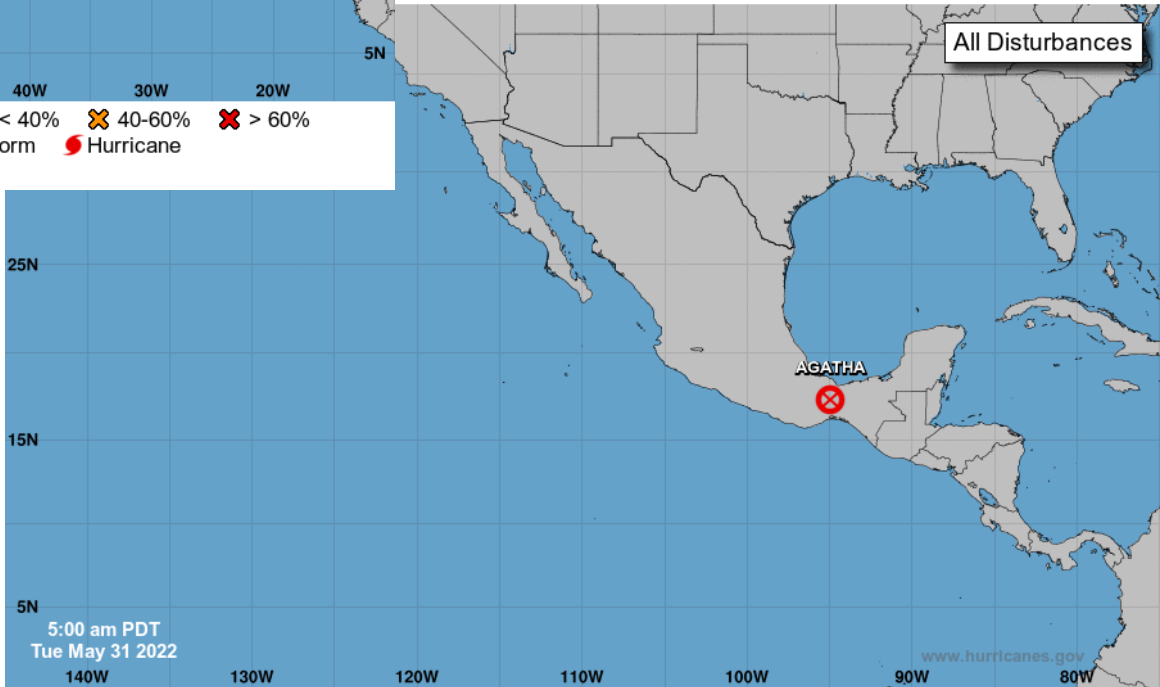 5N
40W 30W 20W
< 40% 40-60% > 60%
orm Hurricane
All Disturbances
25N
AGATHA
15N
5N
5:00 am PDT
Tue May 31 2022
www.hurricanes.gov
140W 130W 120W 110W 100W 90W 80W